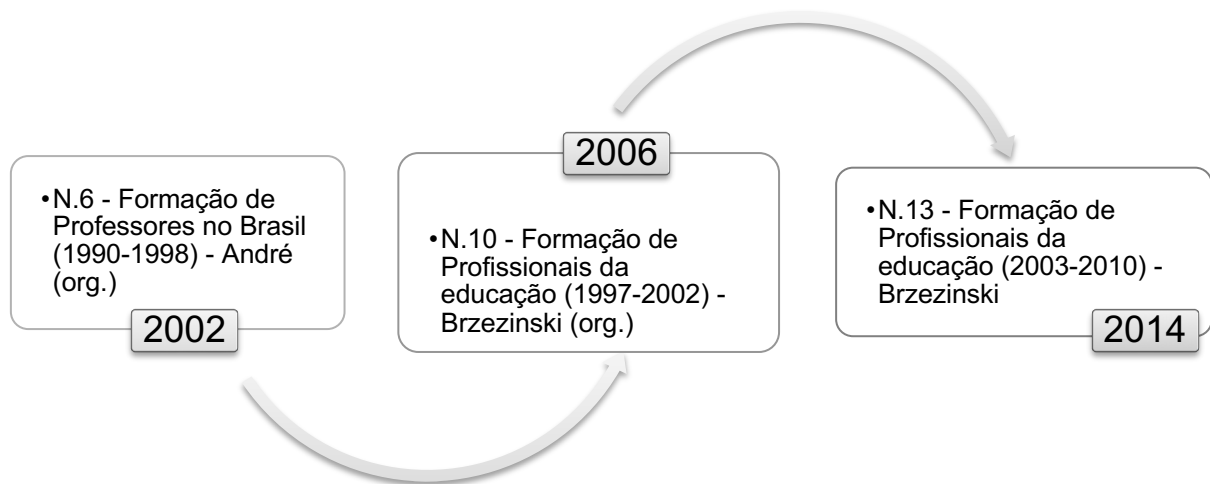 •N.6 - Formação de
Professores no Brasil
(1990-1998) - André
(org.)
2002
2006
•N.10 - Formação de
Profissionais da
educação (1997-2002) -
Brzezinski (org.)
•N.13 - Formação de
Profissionais da
educação (2003-2010) -
Brzezinski
2014